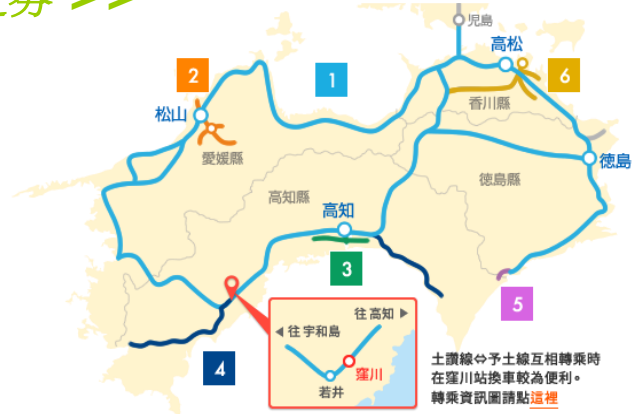 券 >>
児島
高松
2
1
6
香川縣
松山
愛媛縣
徳島
徳島縣
高知縣
高知
3
5
往高知 ▶
◀ 往宇和島
窪川
若井
4
土讃線⇔予土線互相轉乘時
在窪川站換車較為便利。
轉乘資訊圖請點這裡